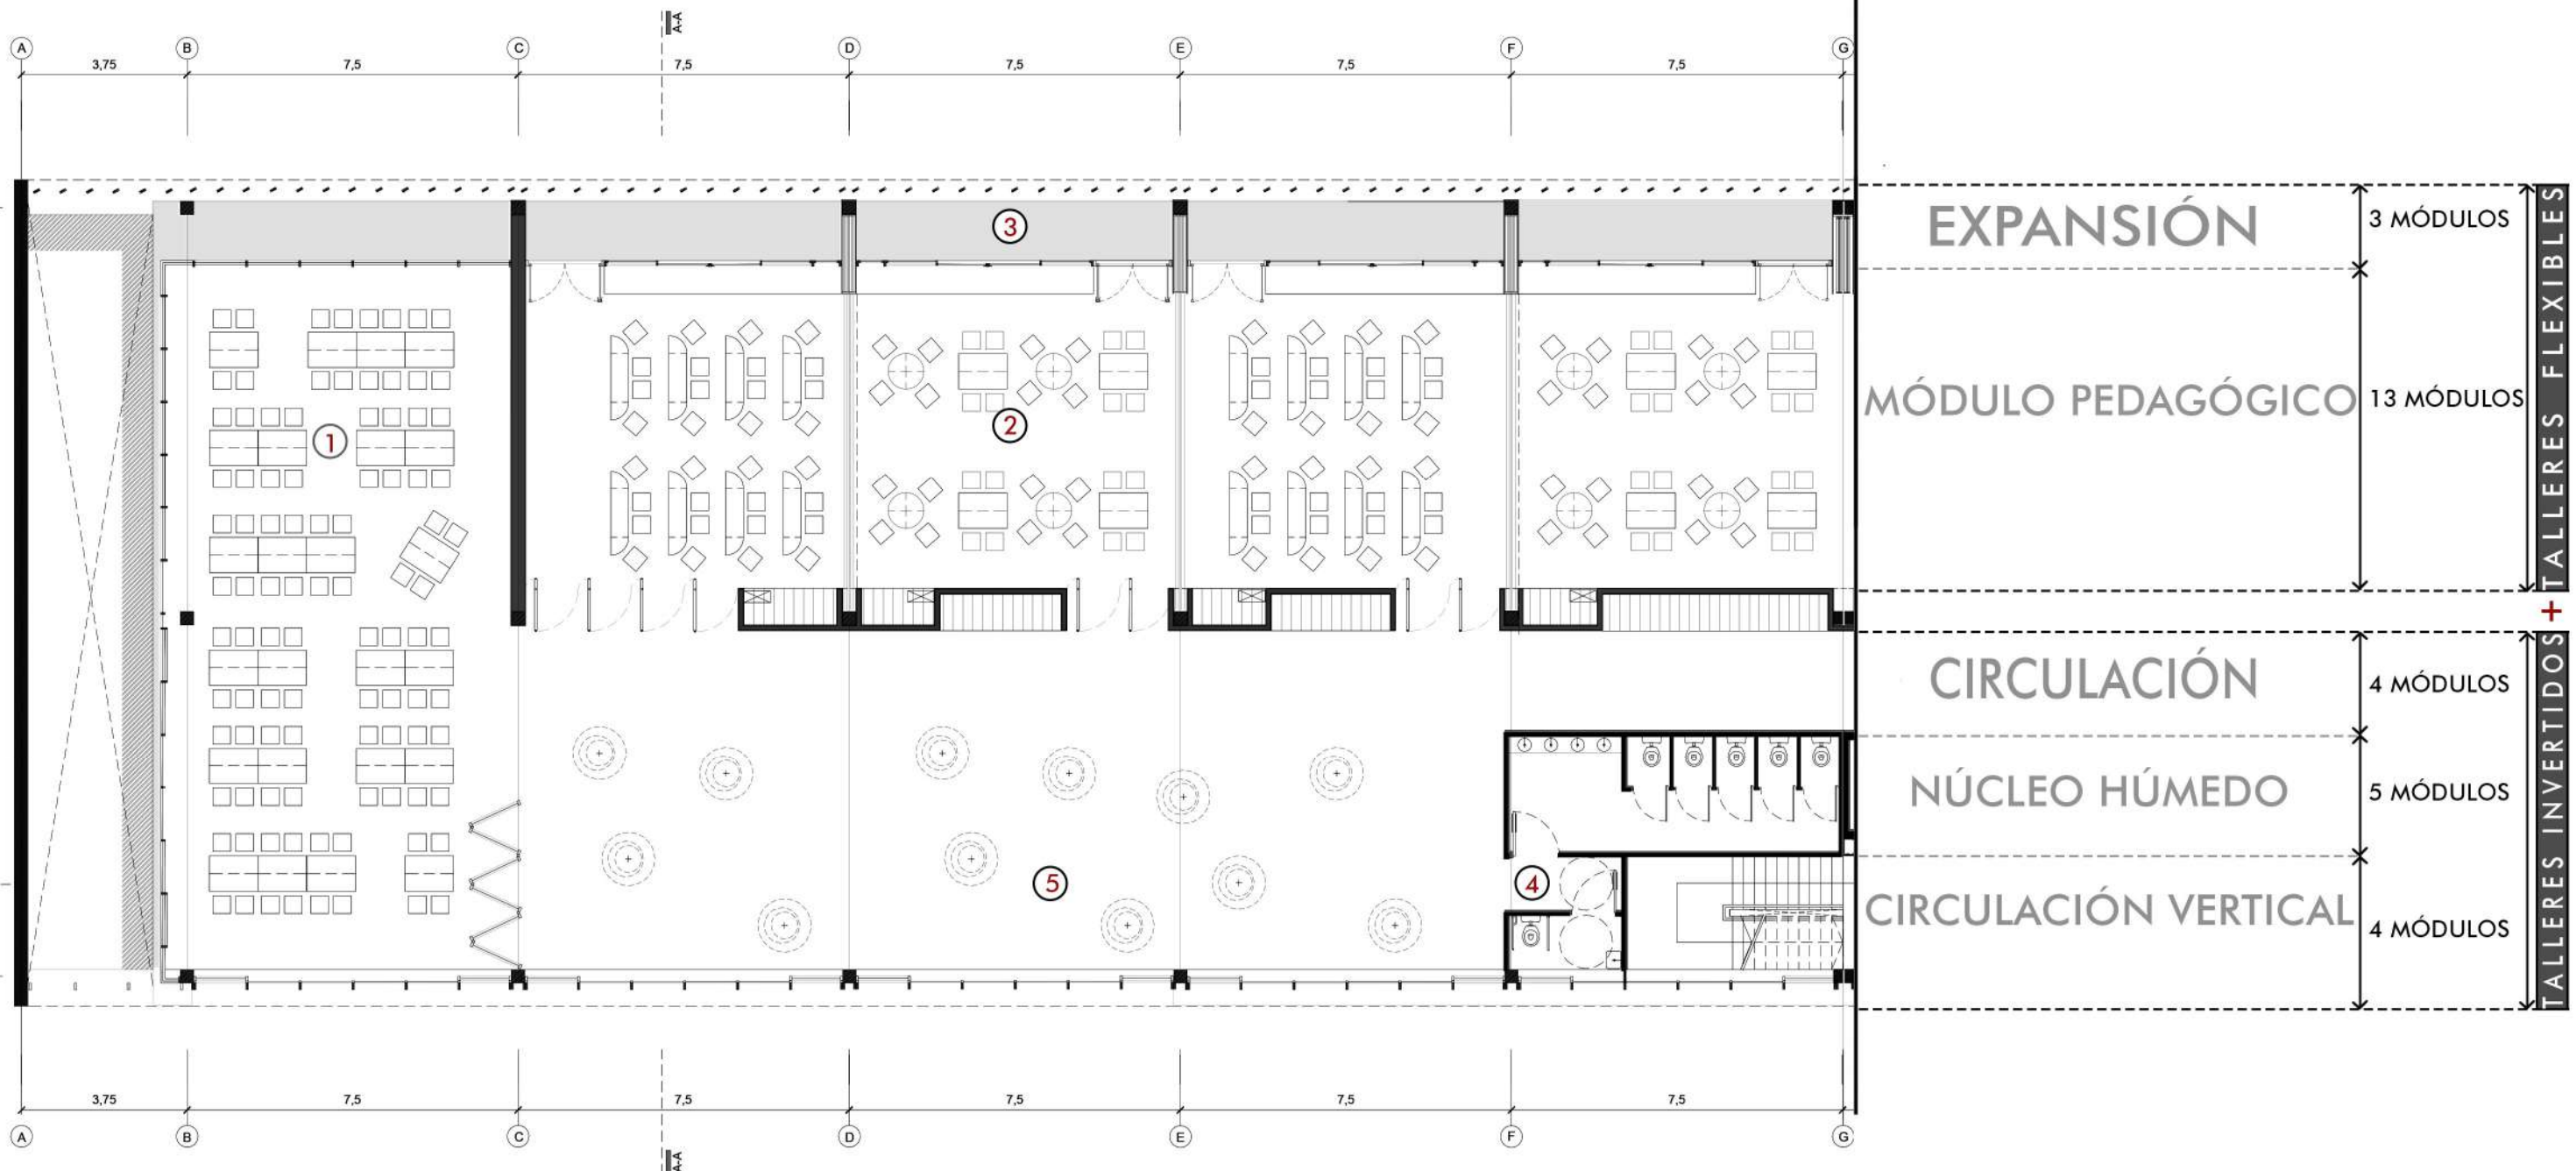 A-A
A B C D E F G
3,75 7,5 7,5 7,5 7,5 7,5
3
EXPANSIÓN 3 MÓDULOS
1
2
MÓDULO PEDAGÓGICO 13 MÓDULOS
TALLERES FLEXIBLES
+
CIRCULACIÓN 4 MÓDULOS
NÚCLEO HÚMEDO 5 MÓDULOS
5
4
CIRCULACIÓN VERTICAL 4 MÓDULOS
TALLERES INVERTIDOS
3,75 7,5 7,5 7,5 7,5 7,5
A B C D E F G
A-A